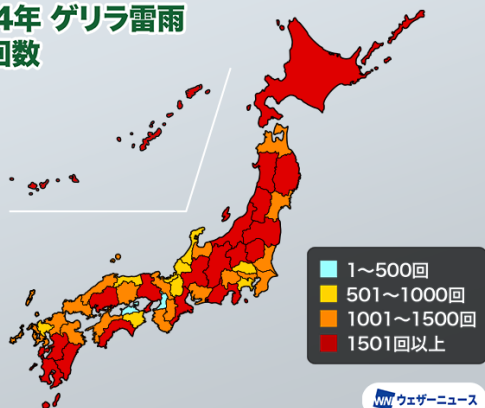 4年 ゲリラ雷雨
回数
1〜500回
501〜1000回
1001〜1500回
1501回以上
WN ウェザーニュース